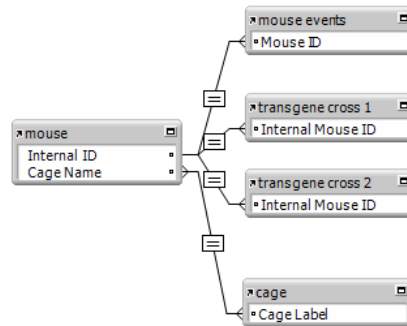 mouse events
Mouse ID
transgene cross 1
Internal Mouse ID
mouse
Internal ID
Cage Name
transgene cross 2
Internal Mouse ID
cage
Cage Label